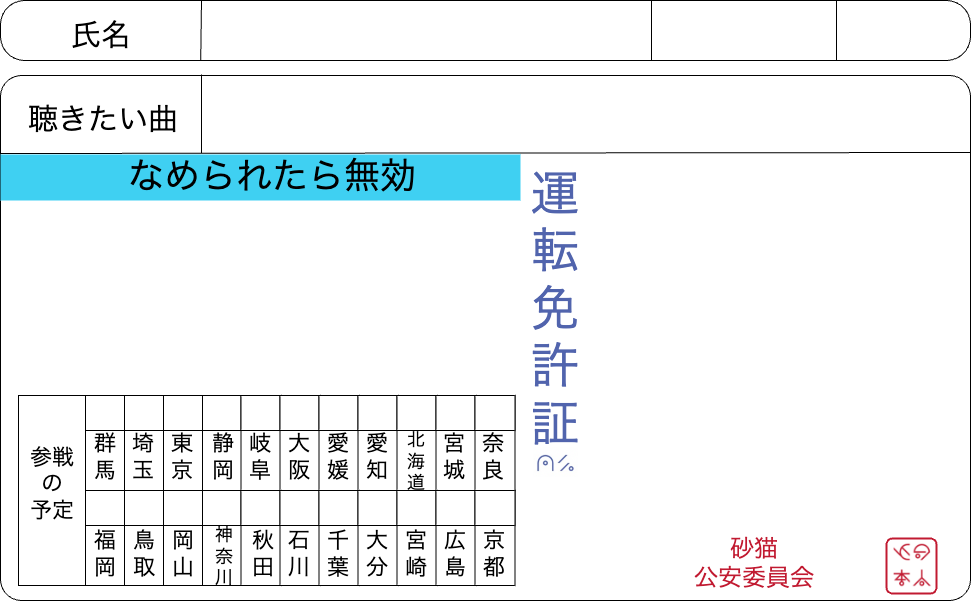 氏名
聴きたい曲
なめられたら無効
運転免許証
参戦
の
予定
群馬 埼玉 東京 静岡 岐阜 大阪 愛媛 愛知 北海道 宮城 奈良
福岡 鳥取 岡山 神奈川 秋田 石川 千葉 大分 宮崎 広島 京都
砂猫
公安委員会